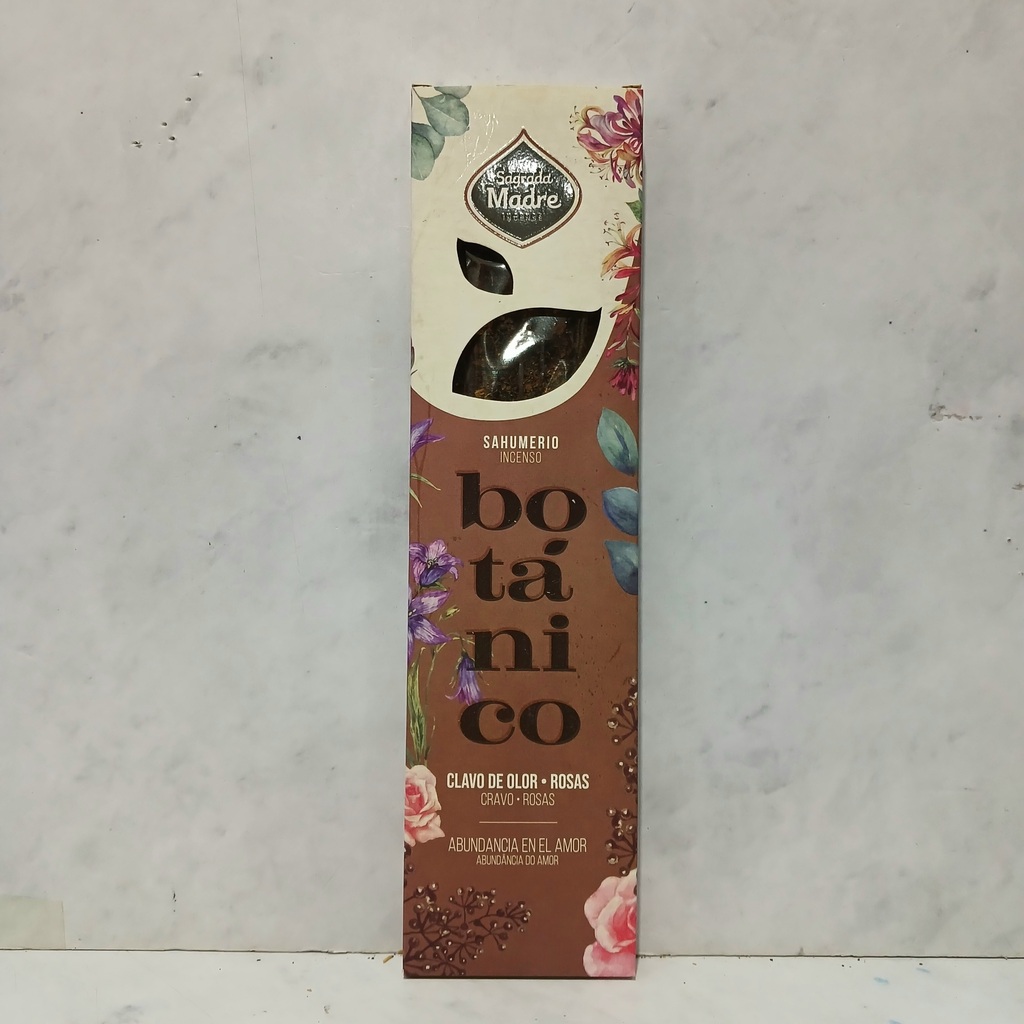 Sagrada
Madre
INCENSE
SAHUMERIO
INCENSO
bo
tá
ni
co
CLAVO DE OLOR • ROSAS
CRAVO • ROSAS
ABUNDANCIA EN EL AMOR
ABUNDÂNCIA DO AMOR